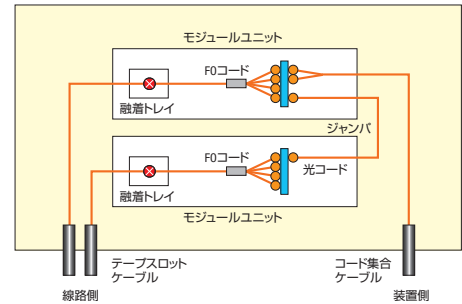 モジュールユニット
FOコード
融着トレイ
ジャンパ
FOコード
光コード
融着トレイ
モジュールユニット
テープスロット
ケーブル
コード集合
ケーブル
線路側
装置側